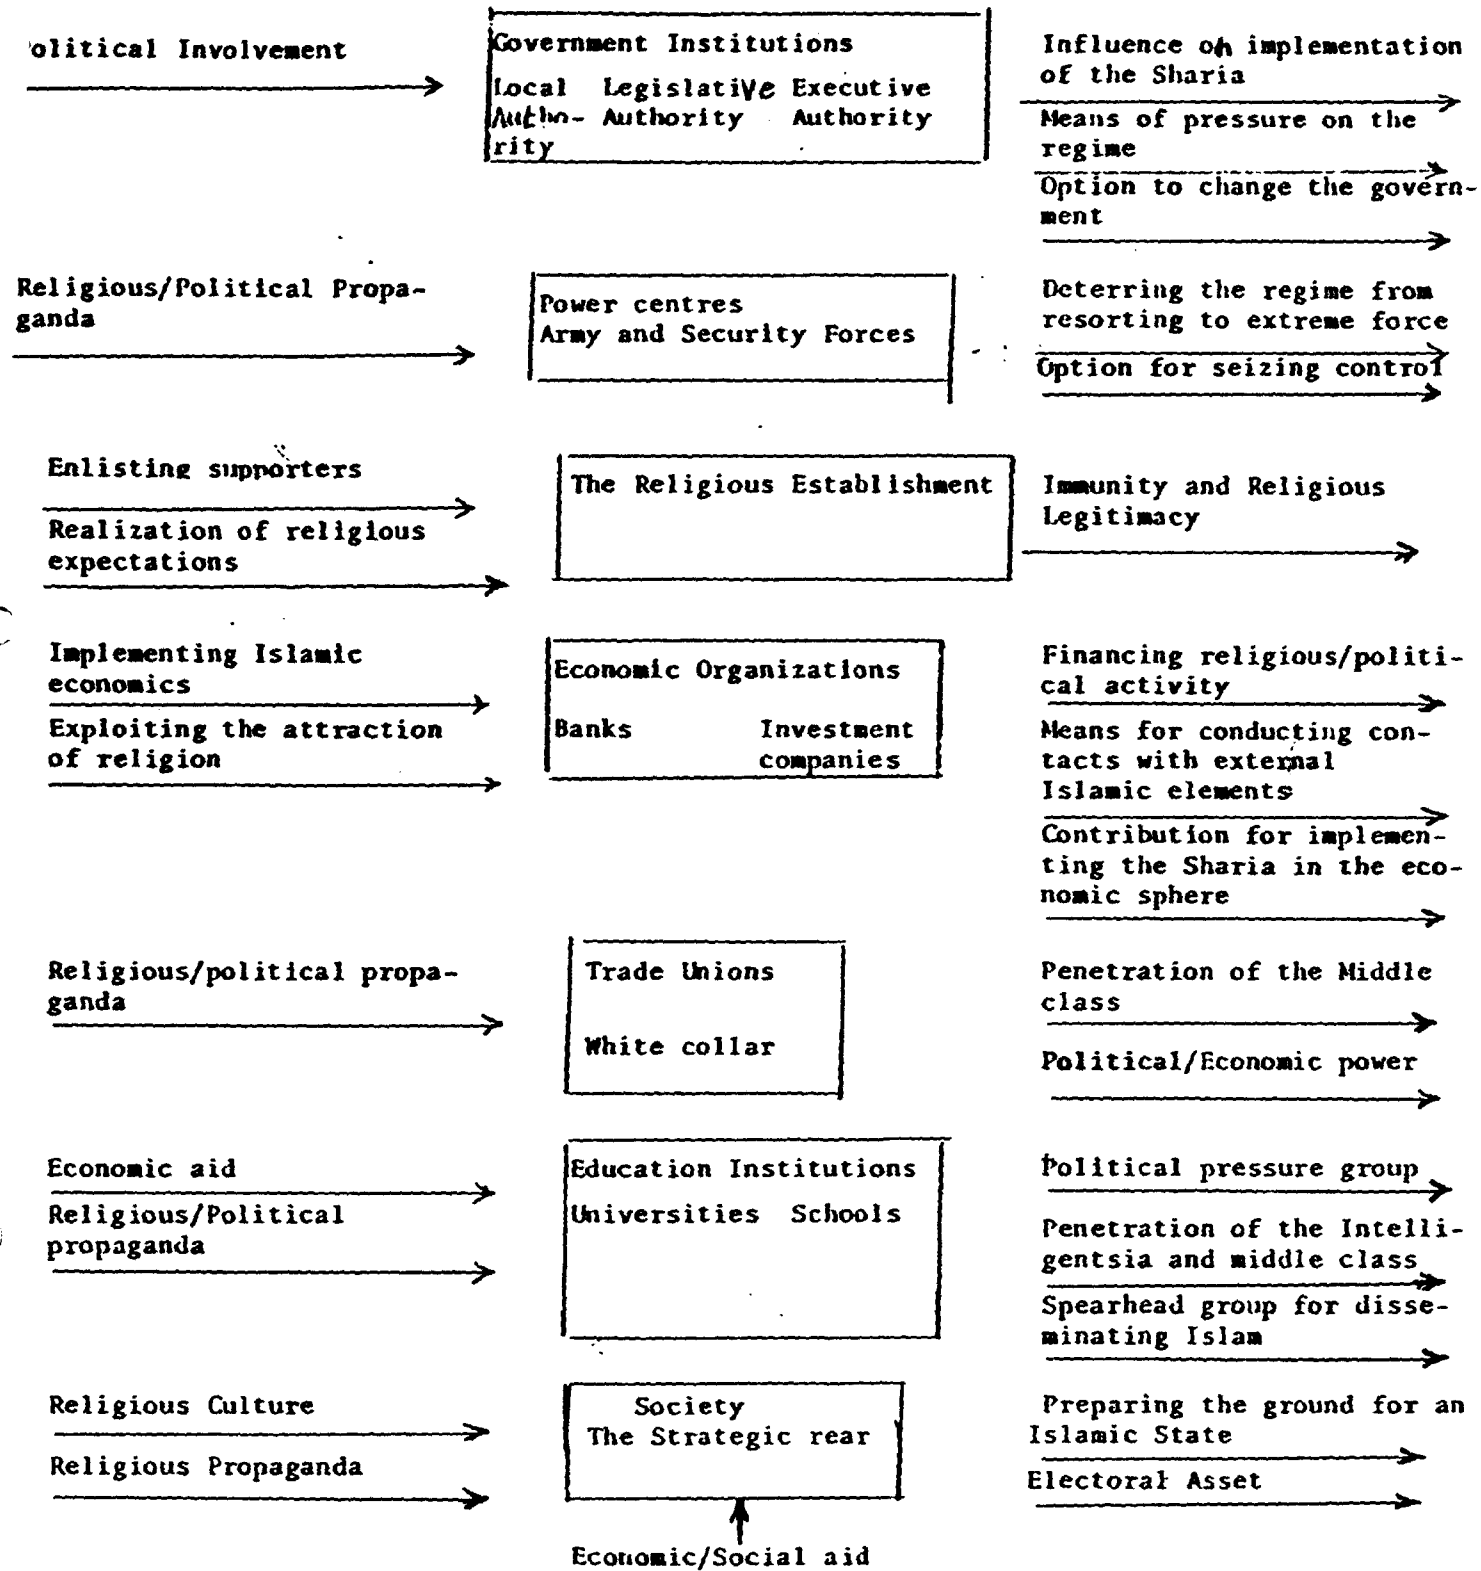 olitical Involvement
Government Institutions
Local Legislative Executive
Autho- Authority Authority
rity
Influence on implementation
of the Sharia
Means of pressure on the
regime
Option to change the govern-
ment
Religious/Political Propa-
ganda
Power centres
Army and Security Forces
Deterring the regime from
resorting to extreme force
Option for seizing control
Enlisting supporters
Realization of religious
expectations
The Religious Establishment
Immunity and Religious
Legitimacy
Implementing Islamic
economics
Exploiting the attraction
of religion
Economic Organizations
Banks Investment
companies
Financing religious/politi-
cal activity
Means for conducting con-
tacts with external
Islamic elements
Contribution for implemen-
ting the Sharia in the eco-
nomic sphere
Religious/political propa-
ganda
Trade Unions
White collar
Penetration of the Middle
class
Political/Economic power
Economic aid
Religious/Political
propaganda
Education Institutions
Universities Schools
Political pressure group
Penetration of the Intelli-
gentsia and middle class
Spearhead group for disse-
minating Islam
Religious Culture
Religious Propaganda
Society
The Strategic rear
Preparing the ground for an
Islamic State
Electoral Asset
Economic/Social aid